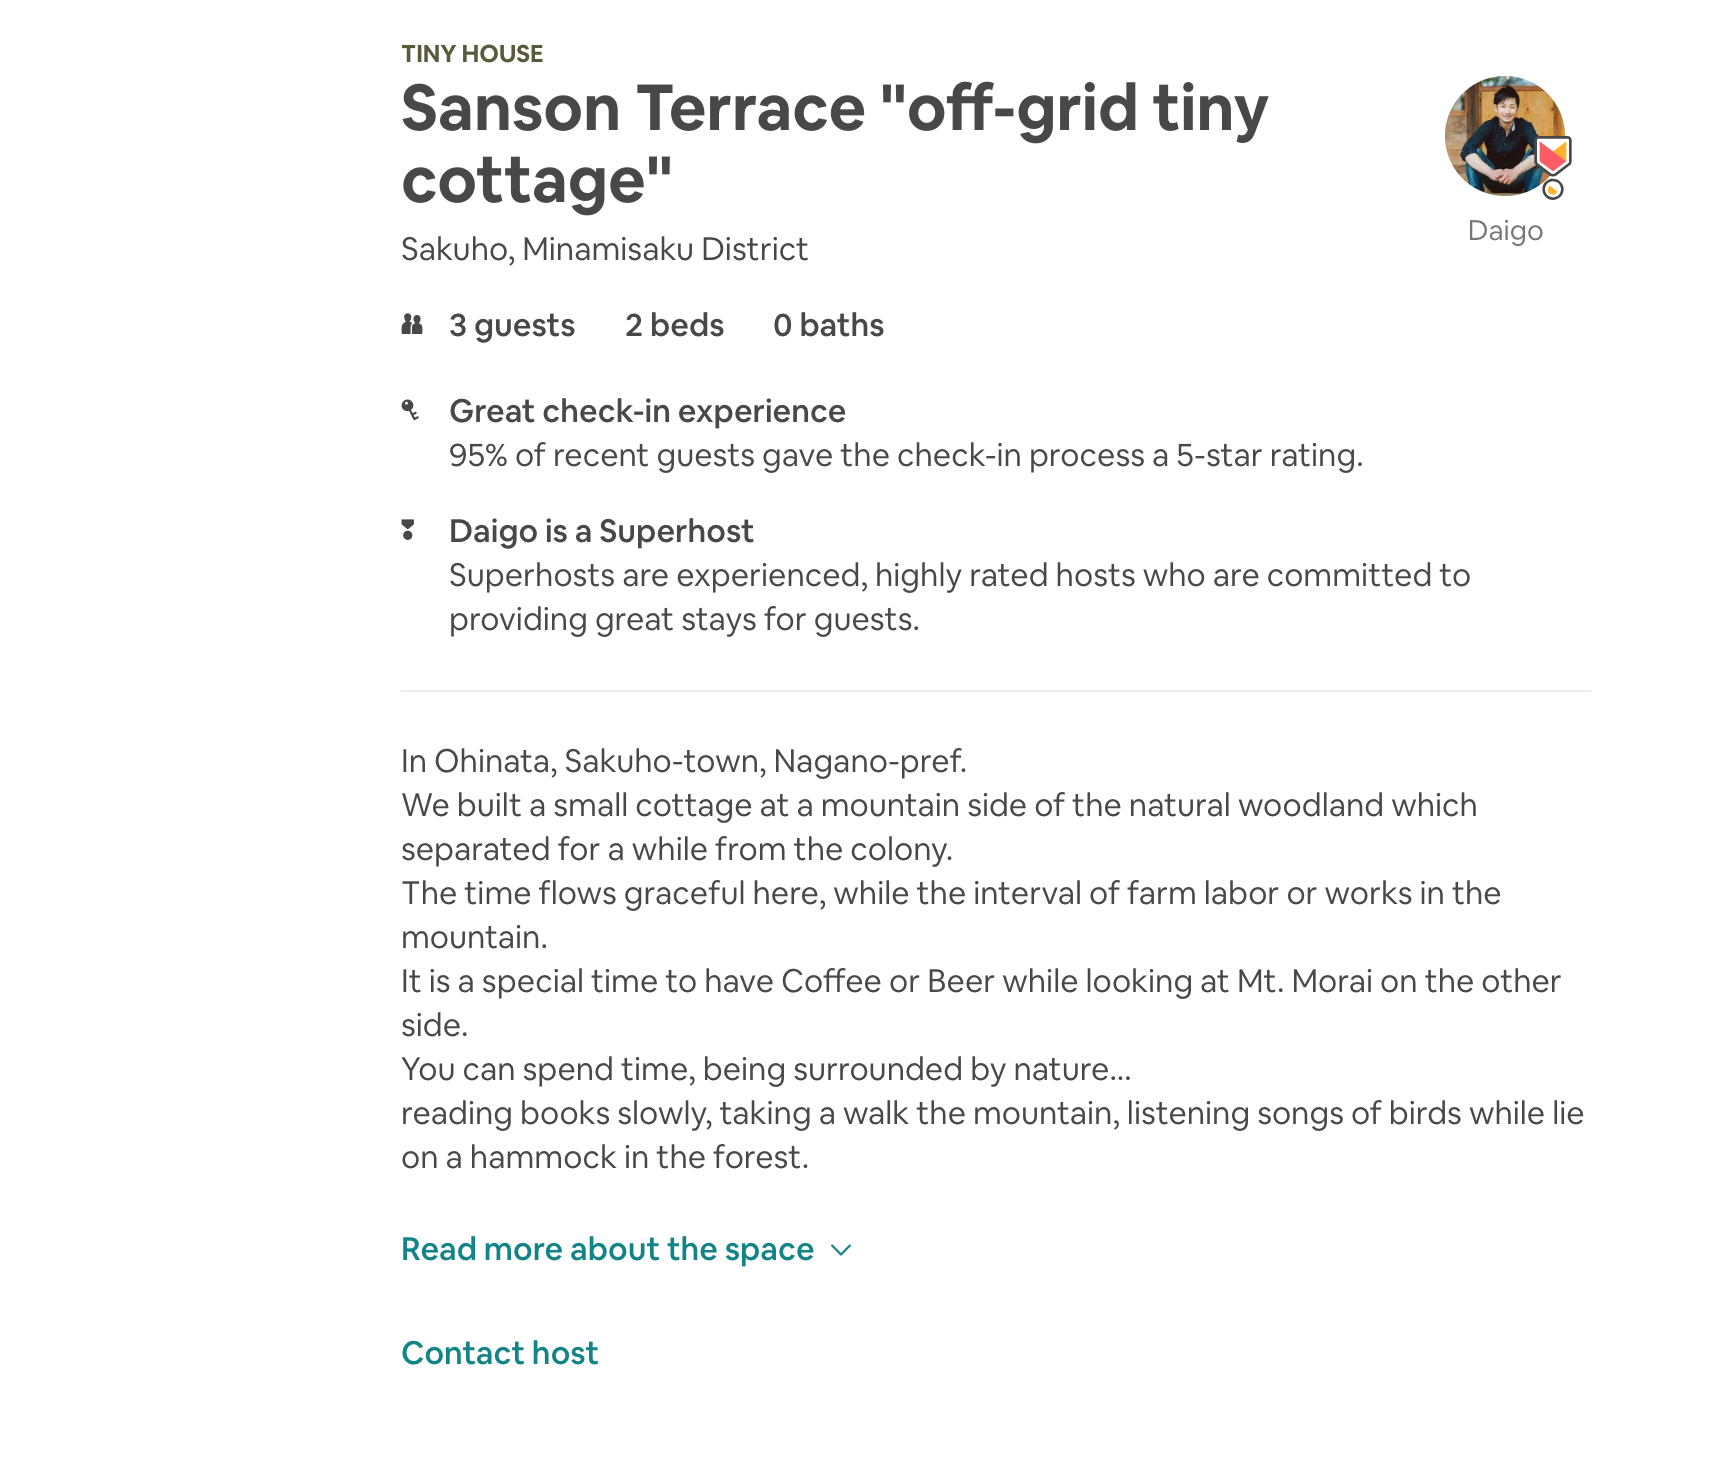 TINY HOUSE
Sanson Terrace "off-grid tiny
cottage"
Daigo
Sakuho, Minamisaku District
3 guests 2 beds 0 baths
Great check-in experience
95% of recent guests gave the check-in process a 5-star rating.
Daigo is a Superhost
Superhosts are experienced, highly rated hosts who are committed to
providing great stays for guests.
In Ohinata, Sakuho-town, Nagano-pref.
We built a small cottage at a mountain side of the natural woodland which
separated for a while from the colony.
The time flows graceful here, while the interval of farm labor or works in the
mountain.
It is a special time to have Coffee or Beer while looking at Mt. Morai on the other
side.
You can spend time, being surrounded by nature...
reading books slowly, taking a walk the mountain, listening songs of birds while lie
on a hammock in the forest.
Read more about the space
Contact host